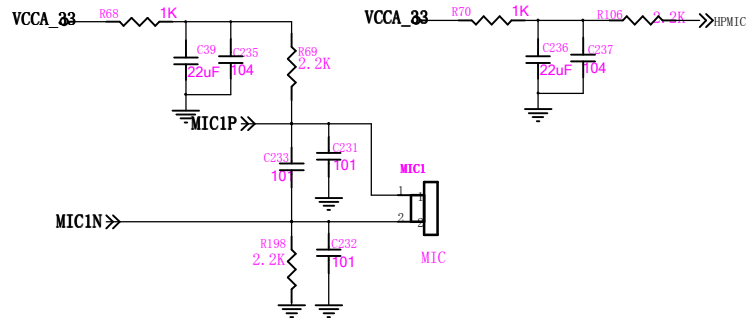 VCCA_33
R68
1K
C39
22uF
C235
104
R69
2.2K
VCCA_33
R70
1K
R106
2.2K
HPMIC
C236
22uF
C237
104
MIC1P
C233
101
C231
101
MIC1
1
1
2
2
MIC
MIC1N
R198
2.2K
C232
101